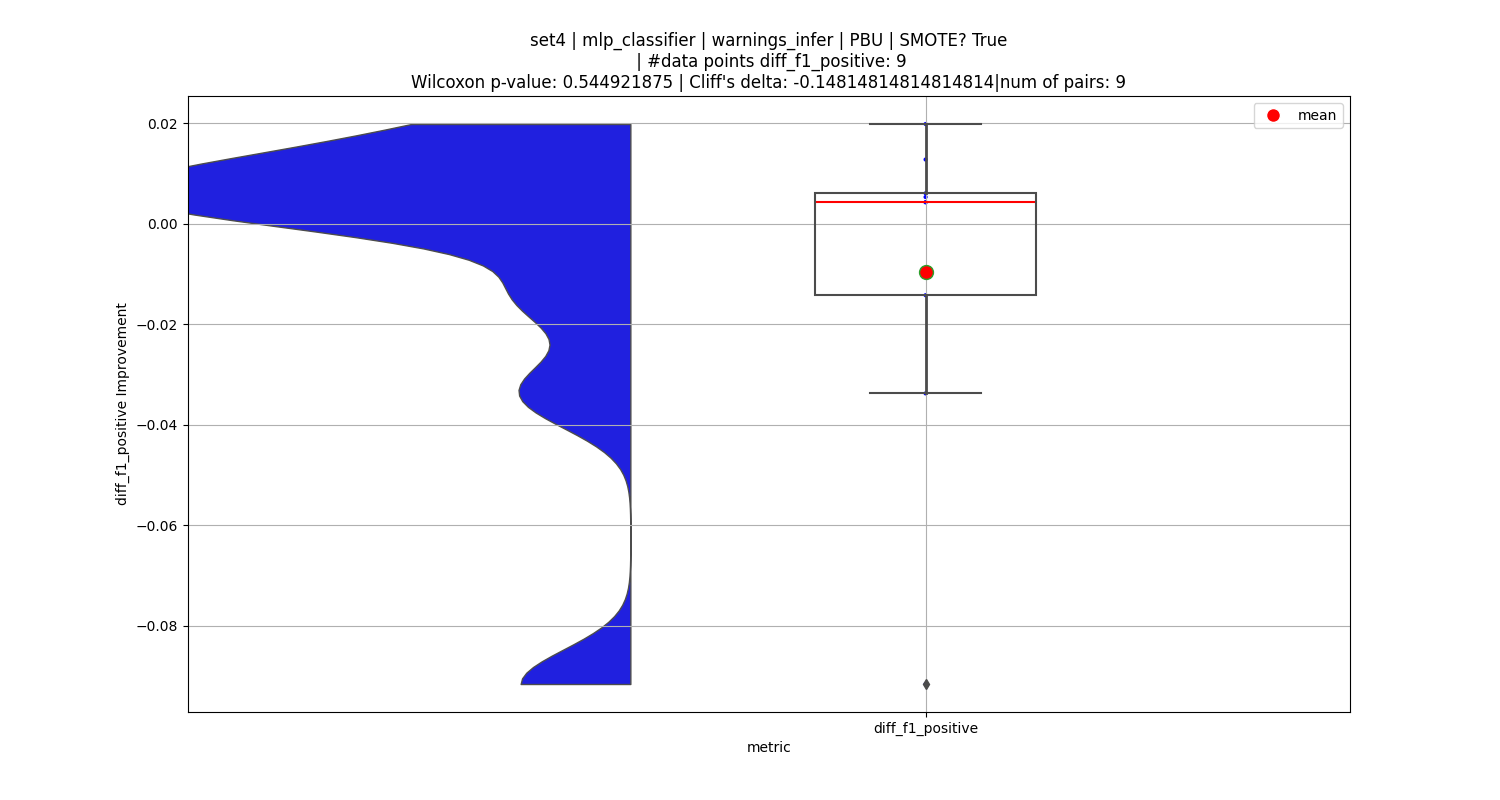 set4 | mlp_classifier | warnings_infer | PBU | SMOTE? True
| #data points diff_f1_positive: 9
Wilcoxon p-value: 0.544921875 | Cliff's delta: -0.14814814814814814|num of pairs: 9
mean
0.02
0.00
−0.02
−0.04
−0.06
−0.08
diff_f1_positive Improvement
diff_f1_positive
metric